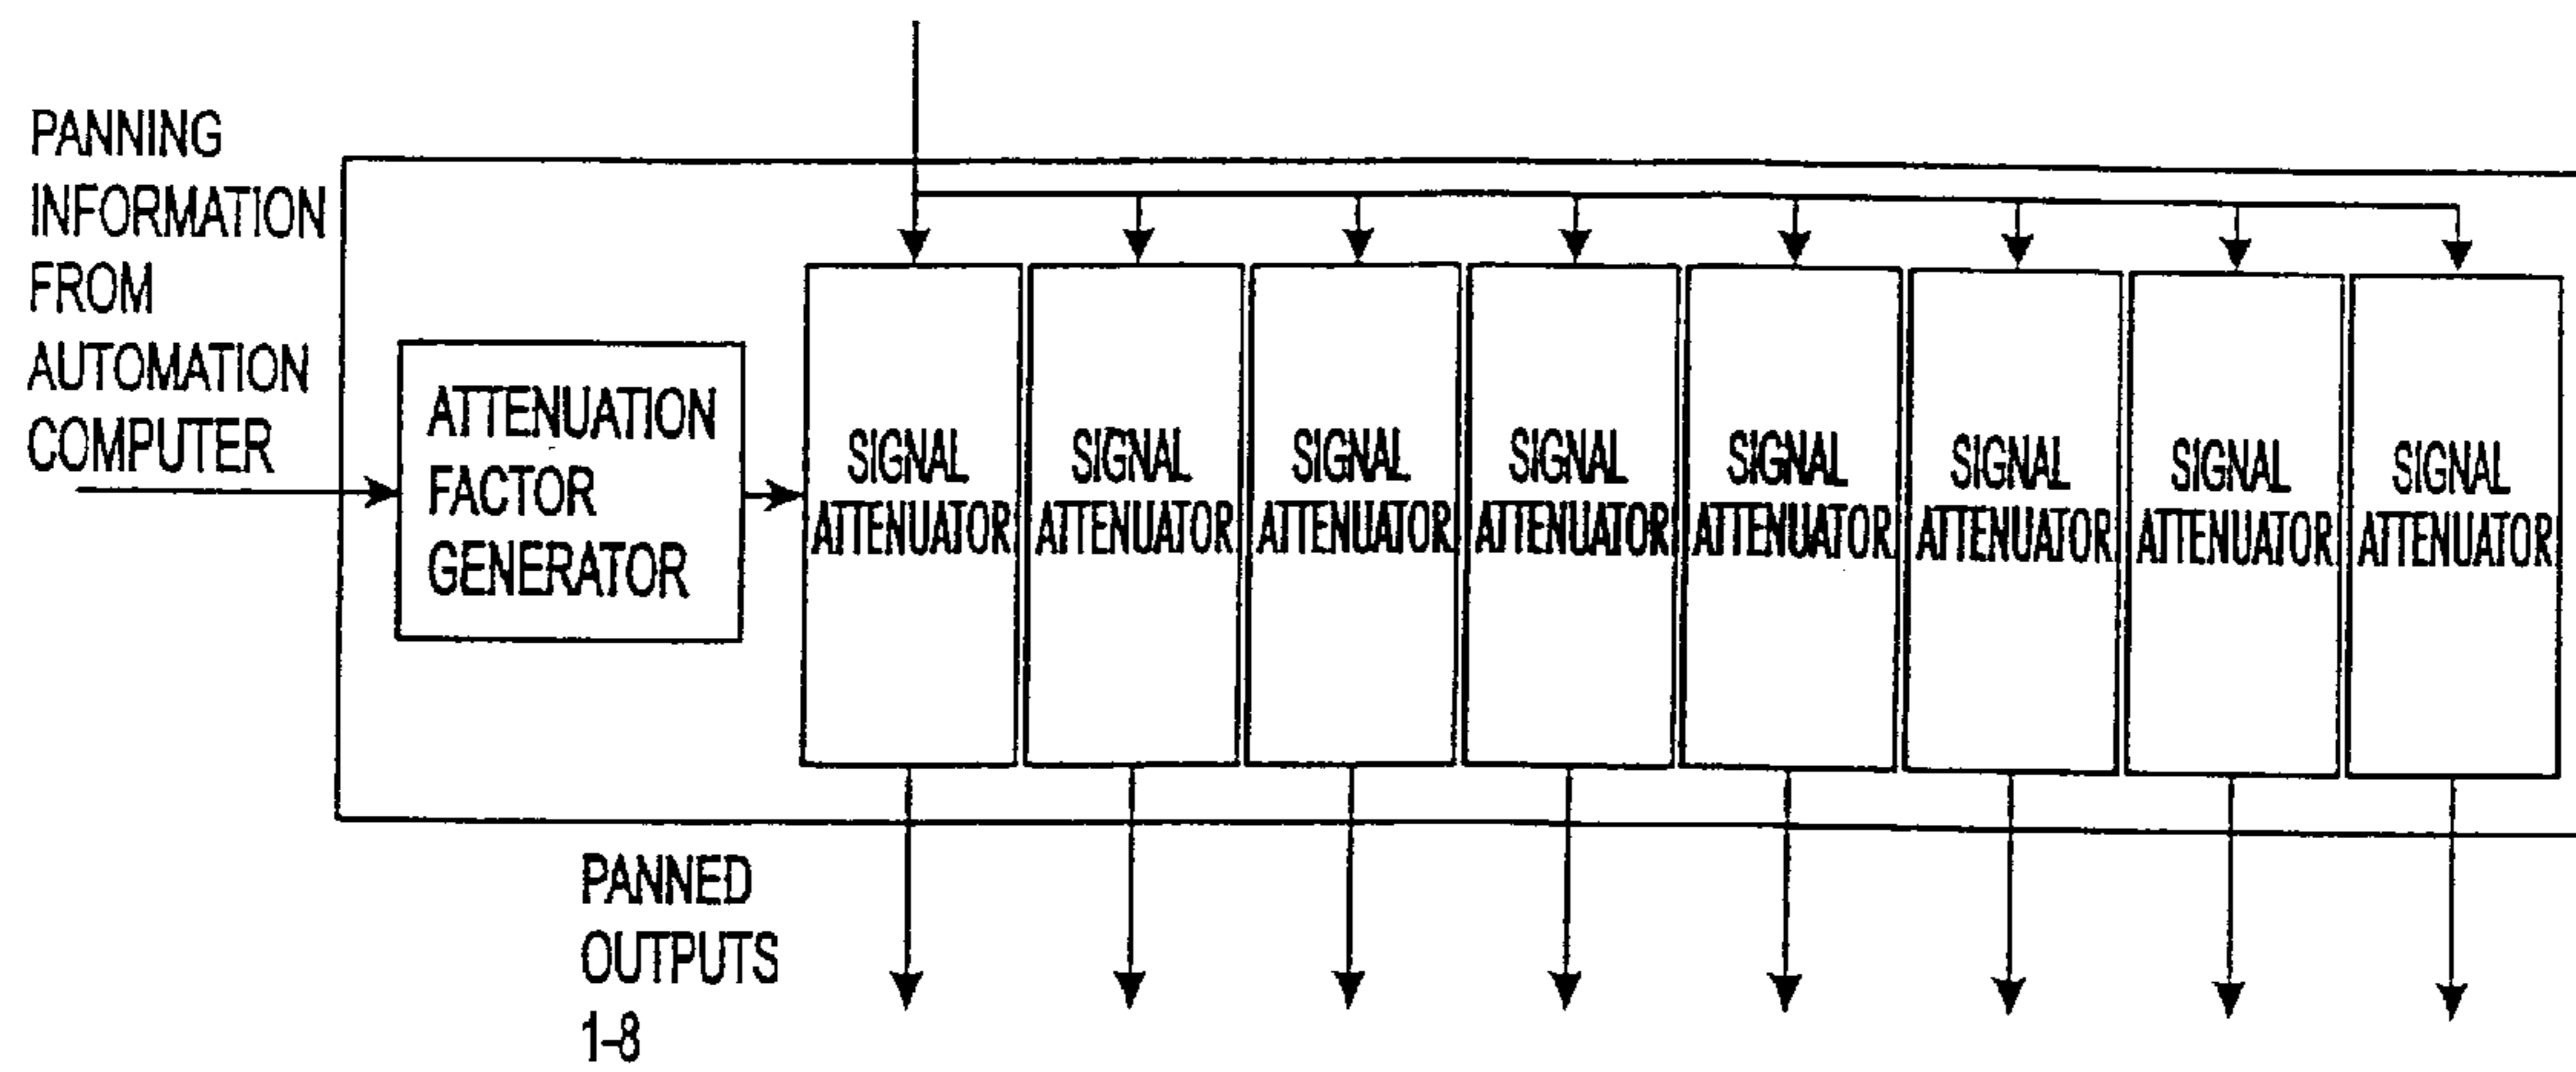 PANNING
INFORMATION
FROM
AUTOMATION
COMPUTER
ATTENUATION
FACTOR
GENERATOR
SIGNAL
ATTENUATOR
SIGNAL
ATTENUATOR
SIGNAL
ATTENUATOR
SIGNAL
ATTENUATOR
SIGNAL
ATTENUATOR
SIGNAL
ATTENUATOR
SIGNAL
ATTENUATOR
SIGNAL
ATTENUATOR
PANNED
OUTPUTS
1-8